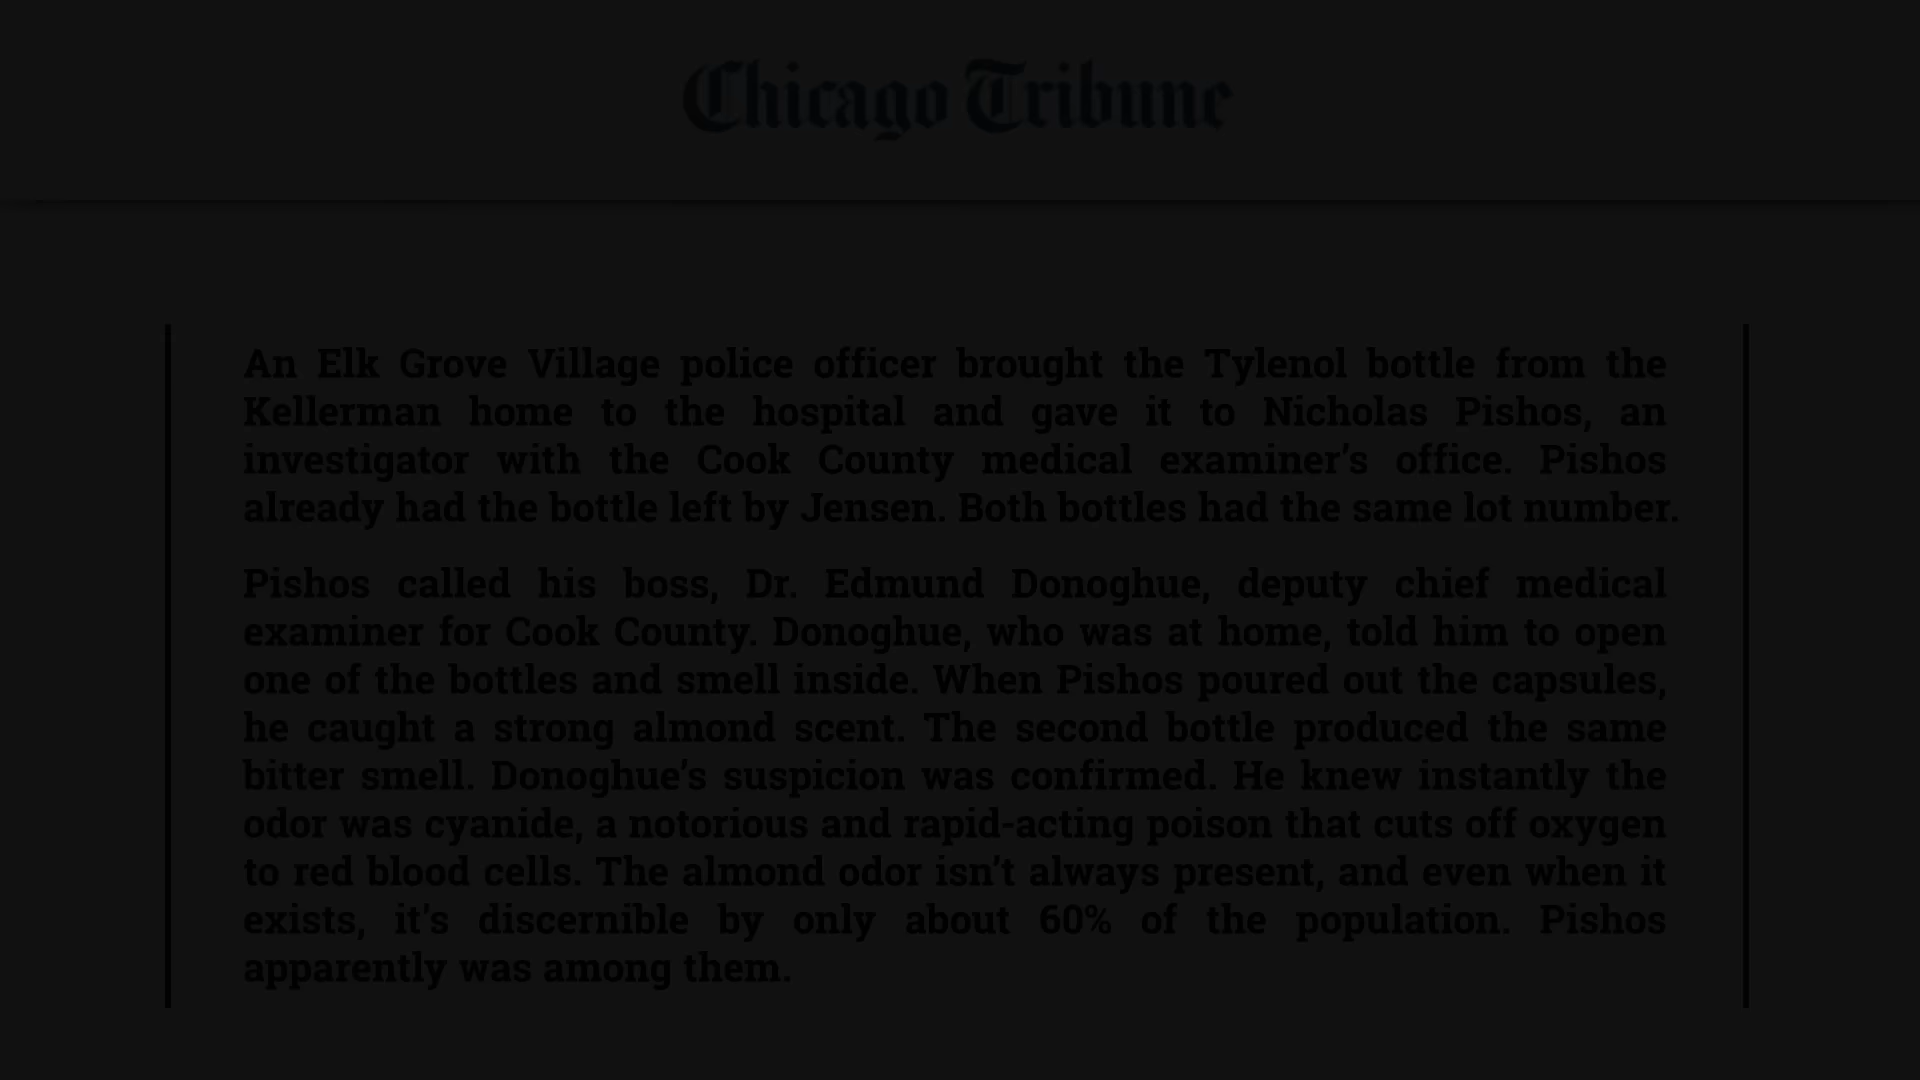 Chicago Tribune
An Elk Grove Village police officer brought the Tylenol bottle from the
Kellerman home to the hospital and gave it to Nicholas Pishos, an
investigator with the Cook County medical examiner’s office. Pishos
already had the bottle left by Jensen. Both bottles had the same lot number.
Pishos called his boss, Dr. Edmund Donoghue, deputy chief medical
examiner for Cook County. Donoghue, who was at home, told him to open
one of the bottles and smell inside. When Pishos poured out the capsules,
he caught a strong almond scent. The second bottle produced the same
bitter smell. Donoghue’s suspicion was confirmed. He knew instantly the
odor was cyanide, a notorious and rapid-acting poison that cuts off oxygen
to red blood cells. The almond odor isn’t always present, and even when it
exists, it’s discernible by only about 60% of the population. Pishos
apparently was among them.